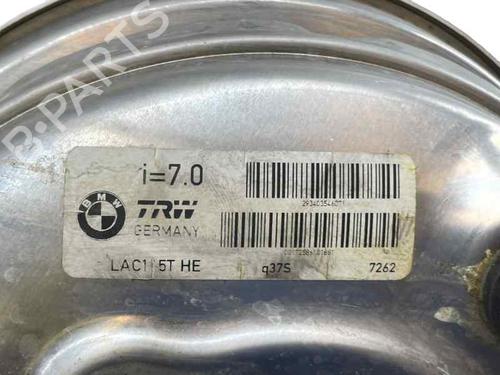 B-PARTS
i=7.0
BMW
TRW
GERMANY
LAC1 5T HE
q37S
7262